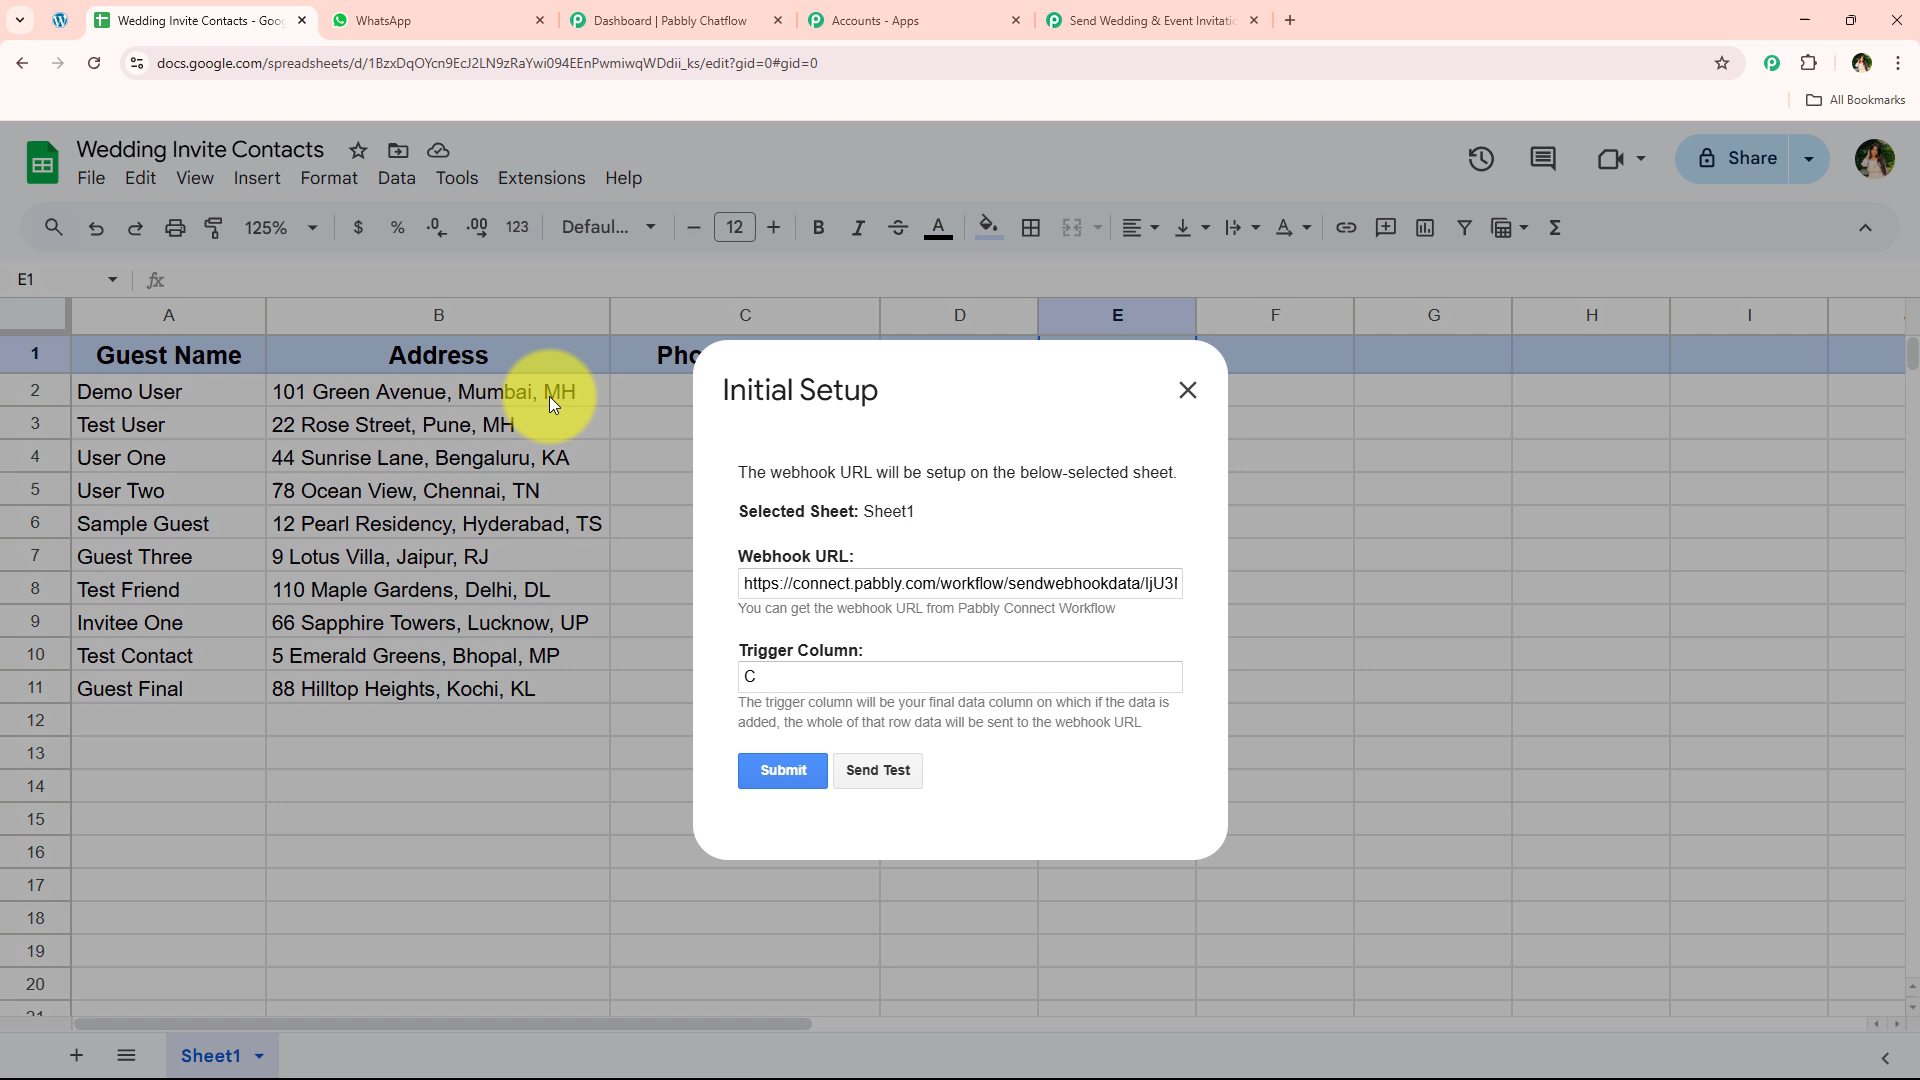 Wedding Invite Contacts - Goo
WhatsApp
Dashboard | Pabbly Chatflow
Accounts - Apps
Send Wedding & Event Invitati
docs.google.com/spreadsheets/d/1BzxDqOYcn9EcJ2LN9zRaYwi094EEnPwmiwqWDdii_ks/edit?gid=0#gid=0
All Bookmarks
Wedding Invite Contacts
File Edit View Insert Format Data Tools Extensions Help
Share
125% $ % .0 .00 123 Defaul... 12 B I A
E1 fx
A B C D E F G H I
1 Guest Name Address Pho
2 Demo User 101 Green Avenue, Mumbai, MH
3 Test User 22 Rose Street, Pune, MH
4 User One 44 Sunrise Lane, Bengaluru, KA
5 User Two 78 Ocean View, Chennai, TN
6 Sample Guest 12 Pearl Residency, Hyderabad, TS
7 Guest Three 9 Lotus Villa, Jaipur, RJ
8 Test Friend 110 Maple Gardens, Delhi, DL
9 Invitee One 66 Sapphire Towers, Lucknow, UP
10 Test Contact 5 Emerald Greens, Bhopal, MP
11 Guest Final 88 Hilltop Heights, Kochi, KL
12
13
14
15
16
17
18
19
20
21
Initial Setup
The webhook URL will be setup on the below-selected sheet.
Selected Sheet: Sheet1
Webhook URL:
https://connect.pabbly.com/workflow/sendwebhookdata/IjU3I
You can get the webhook URL from Pabbly Connect Workflow
Trigger Column:
C
The trigger column will be your final data column on which if the data is
added, the whole of that row data will be sent to the webhook URL
Submit Send Test
Sheet1